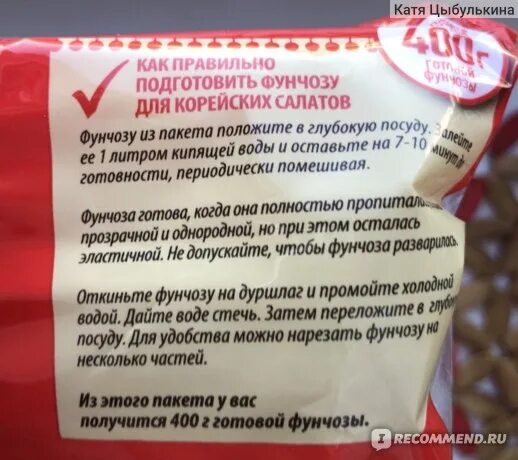 Катя Цыбулькина
400г
готовой
фунчозы
КАК ПРАВИЛЬНО
ПОДГОТОВИТЬ ФУНЧОЗУ
ДЛЯ КОРЕЙСКИХ САЛАТОВ
Фунчозу из пакета положите в глубокую посуду. Залейте
ее 1 литром кипящей воды и оставьте на 7-10 минут до
готовности, периодически помешивая.
Фунчоза готова, когда она полностью
прозрачной и однородной, но при этом осталась
эластичной. Не допускайте, чтобы фунчоза разварилась.
Откиньте фунчозу на дуршлаг и промойте холодной
водой. Дайте воде стечь. Затем переложите в
посуду. Для удобства можно нарезать фунчозу на
несколько частей.
Из этого пакета у вас
получится 400 г готовой фунчозы.
IRECOMMEND.RU